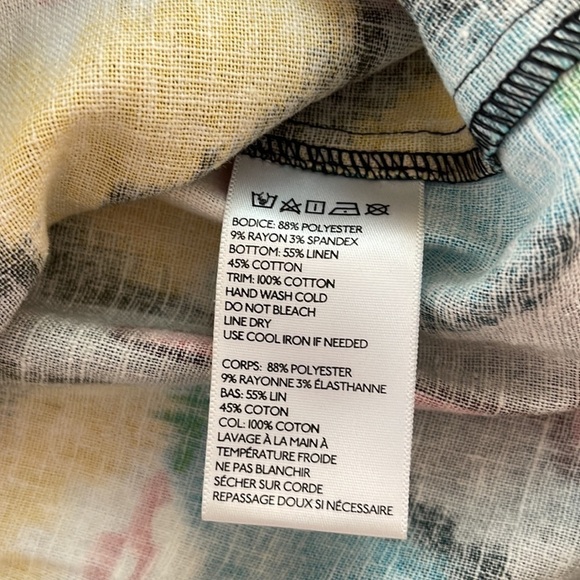 BODICE: 88% POLYESTER
9% RAYON 3% SPANDEX
BOTTOM: 55% LINEN
45% COTTON
TRIM: 100% COTTON
HAND WASH COLD
DO NOT BLEACH
LINE DRY
USE COOL IRON IF NEEDED
CORPS: 88% POLYESTER
9% RAYONNE 3% ÉLASTHANNE
BAS: 55% LIN
45% COTON
COL: 100% COTON
LAVAGE À LA MAIN À
TEMPÉRATURE FROIDE
NE PAS BLANCHIR
SÉCHER SUR CORDE
REPASSAGE DOUX SI NÉCESSAIRE